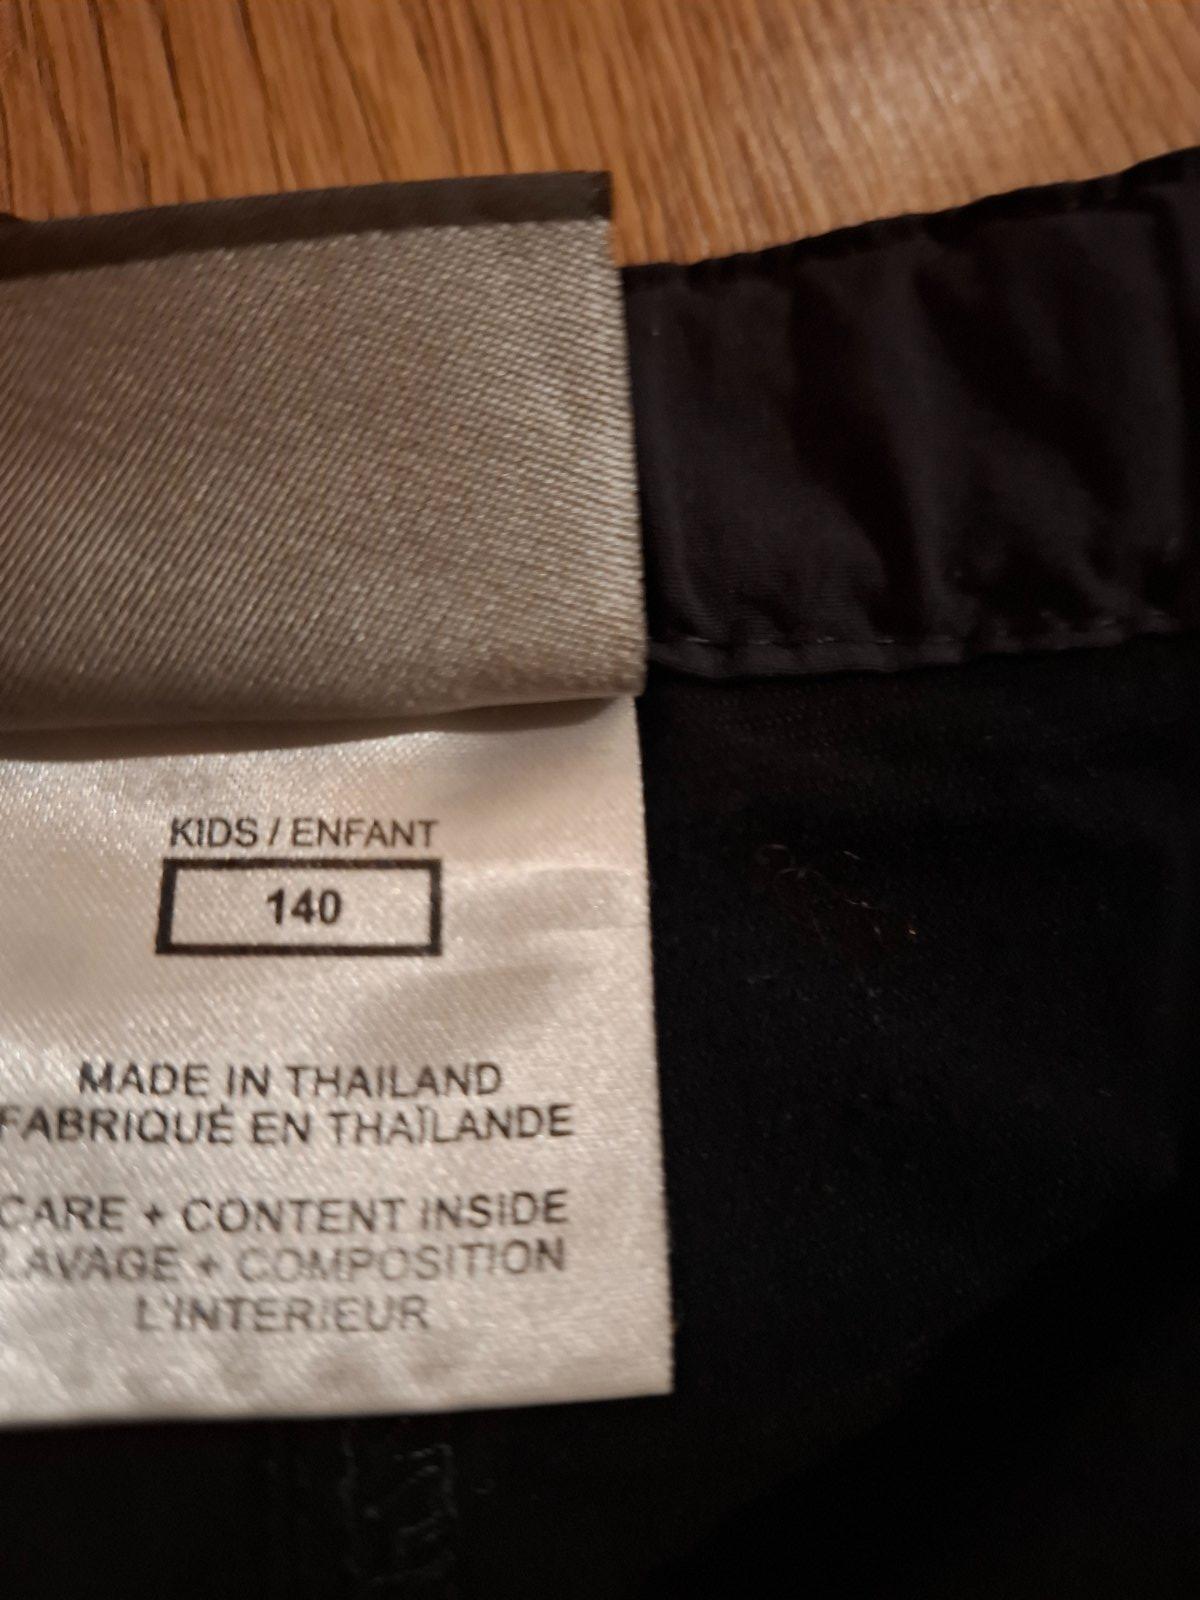 KIDS / ENFANT
140
MADE IN THAILAND
FABRIQUÉ EN THAÏLANDE
CARE + CONTENT INSIDE
LAVAGE + COMPOSITION
L'INTERIEUR